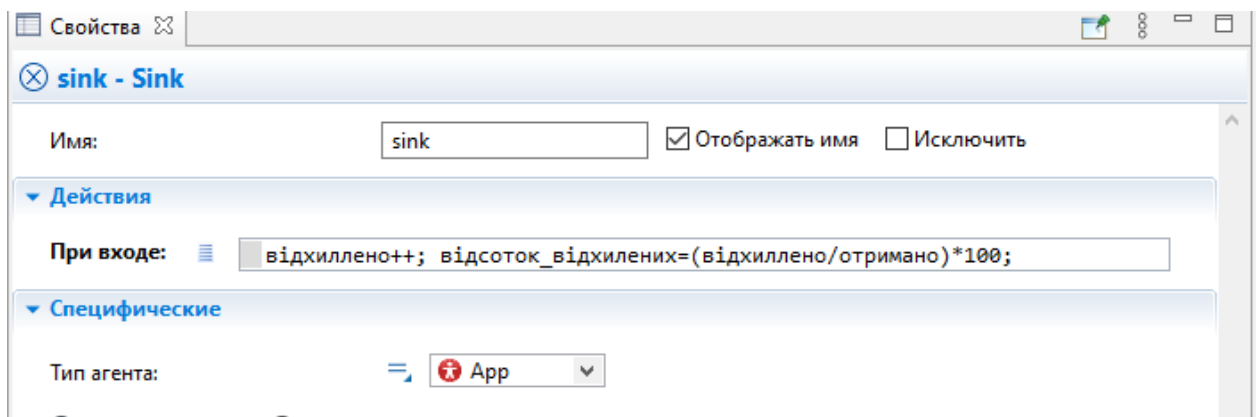 Свойства
sink - Sink
Имя: sink Отображать имя Исключить
Действия
При входе: відхиллено++; відсоток_відхилених=(відхиллено/отримано)*100;
Специфические
Тип агента: App